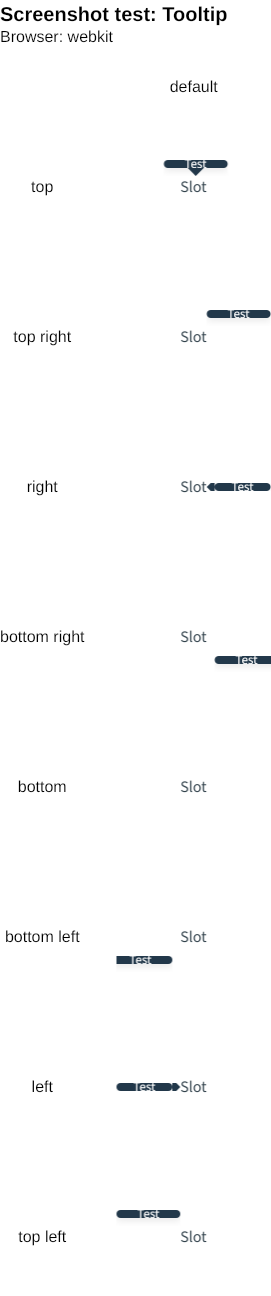 Screenshot test: Tooltip
Browser: webkit
default
Test
top Slot
Test
top right Slot
right Slot Test
bottom right Slot
Test
bottom Slot
bottom left Slot
Test
left Test Slot
Test
top left Slot